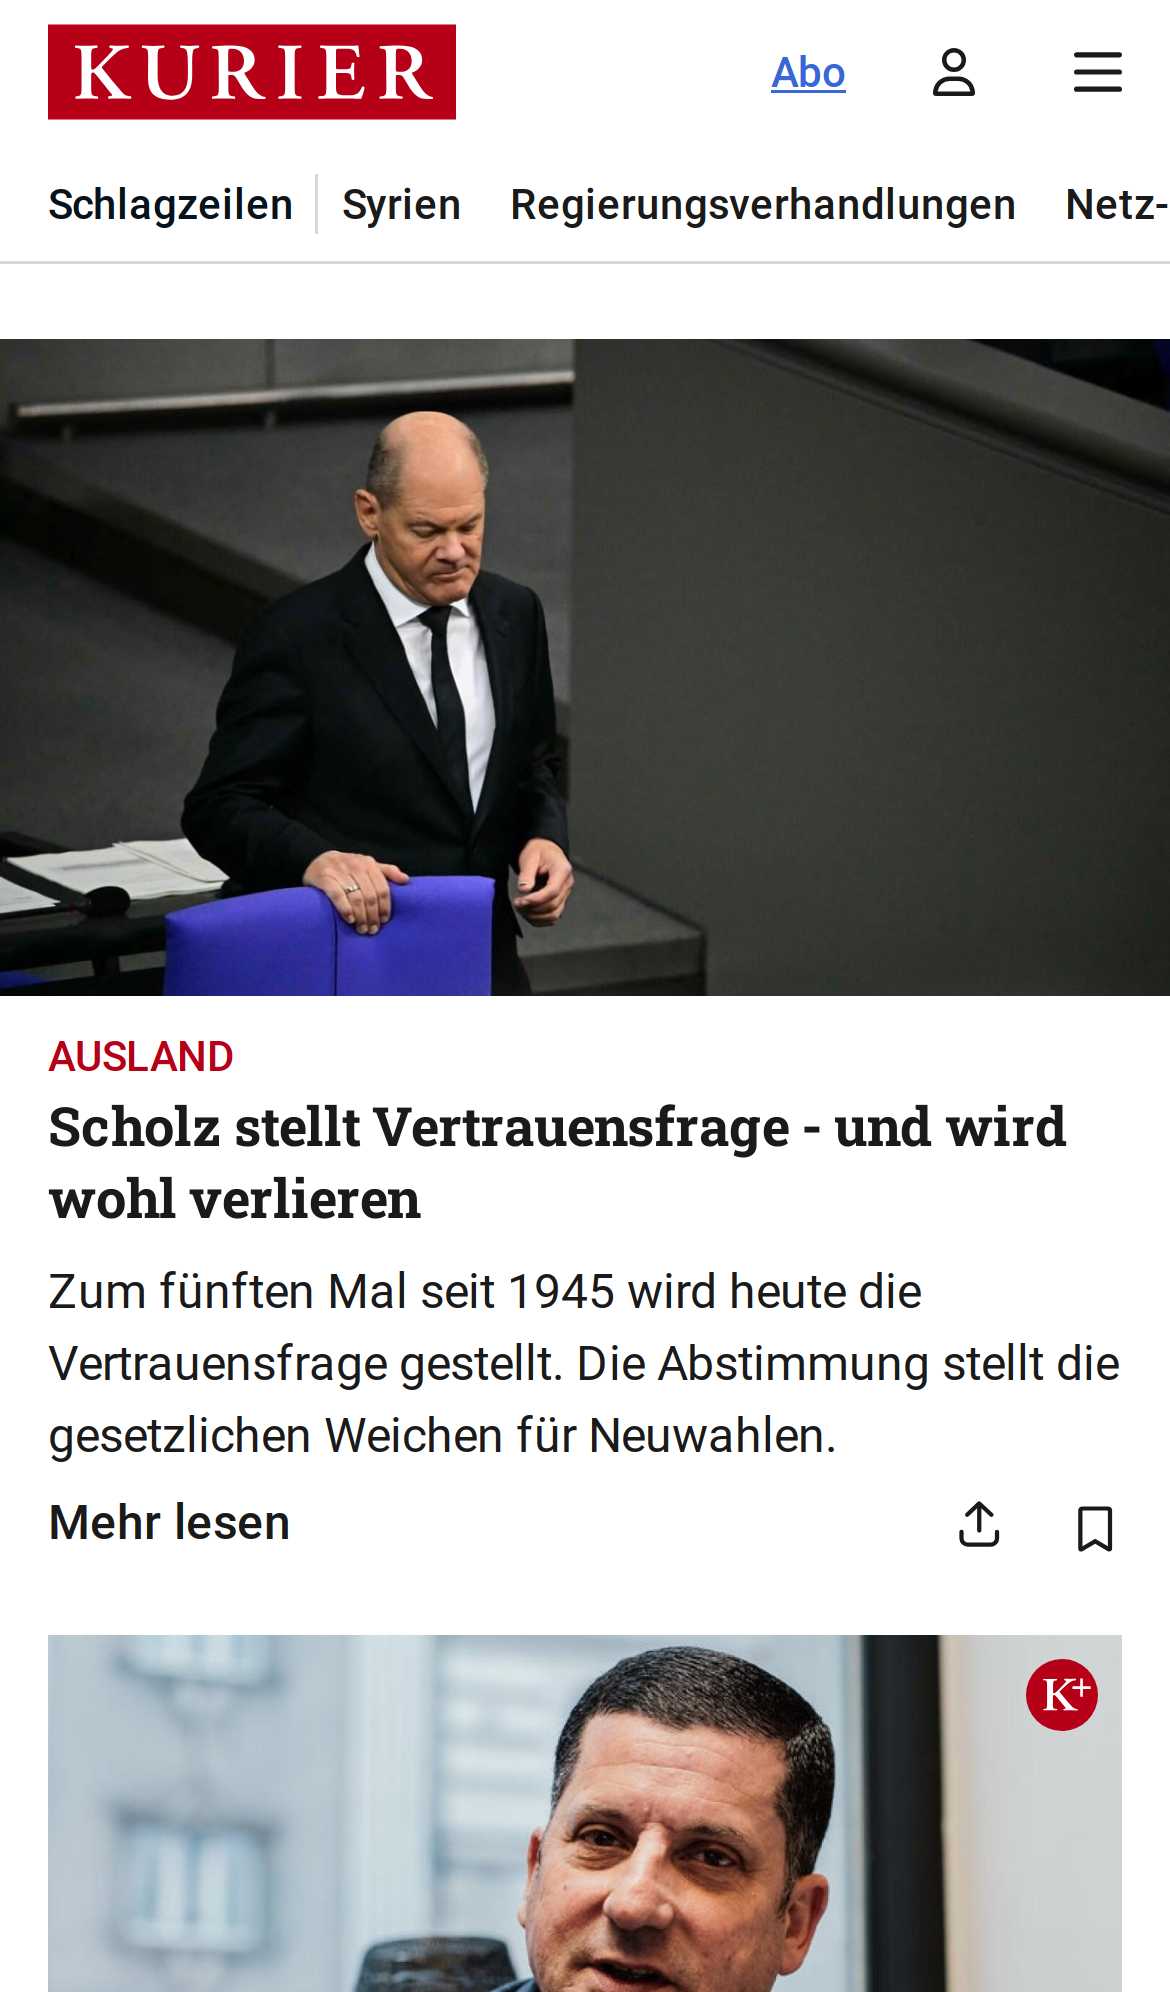 KURIER
Abo
Schlagzeilen
Syrien
Regierungsverhandlungen
Netz-
AUSLAND
Scholz stellt Vertrauensfrage - und wird
wohl verlieren
Zum fünften Mal seit 1945 wird heute die
Vertrauensfrage gestellt. Die Abstimmung stellt die
gesetzlichen Weichen für Neuwahlen.
Mehr lesen
K+